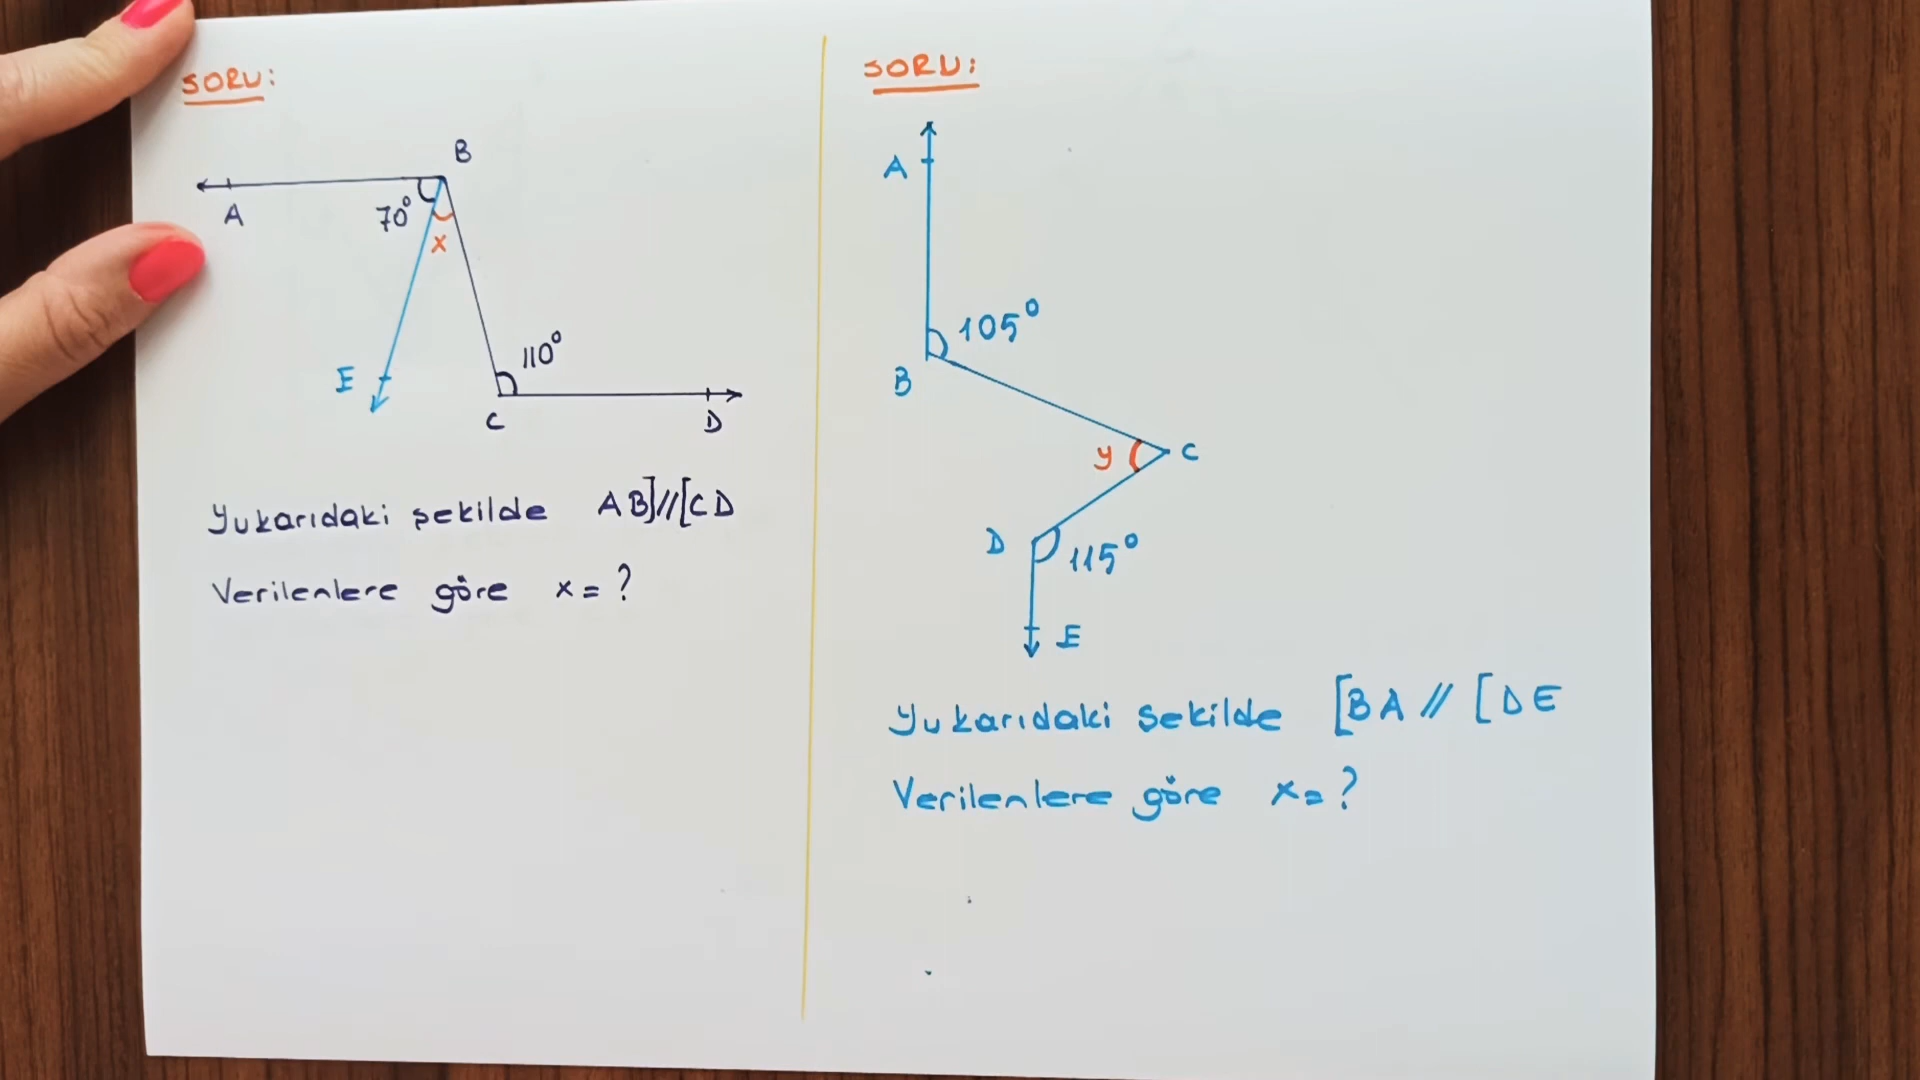 SORU:
B
A
70°
x
E
110°
C
D
Yukarıdaki şekilde AB]//[CD
Verilenlere göre x=?
SORU:
A
105°
B
y
C
D
115°
E
Yukarıdaki şekilde [BA // [DE
Verilenlere göre x=?